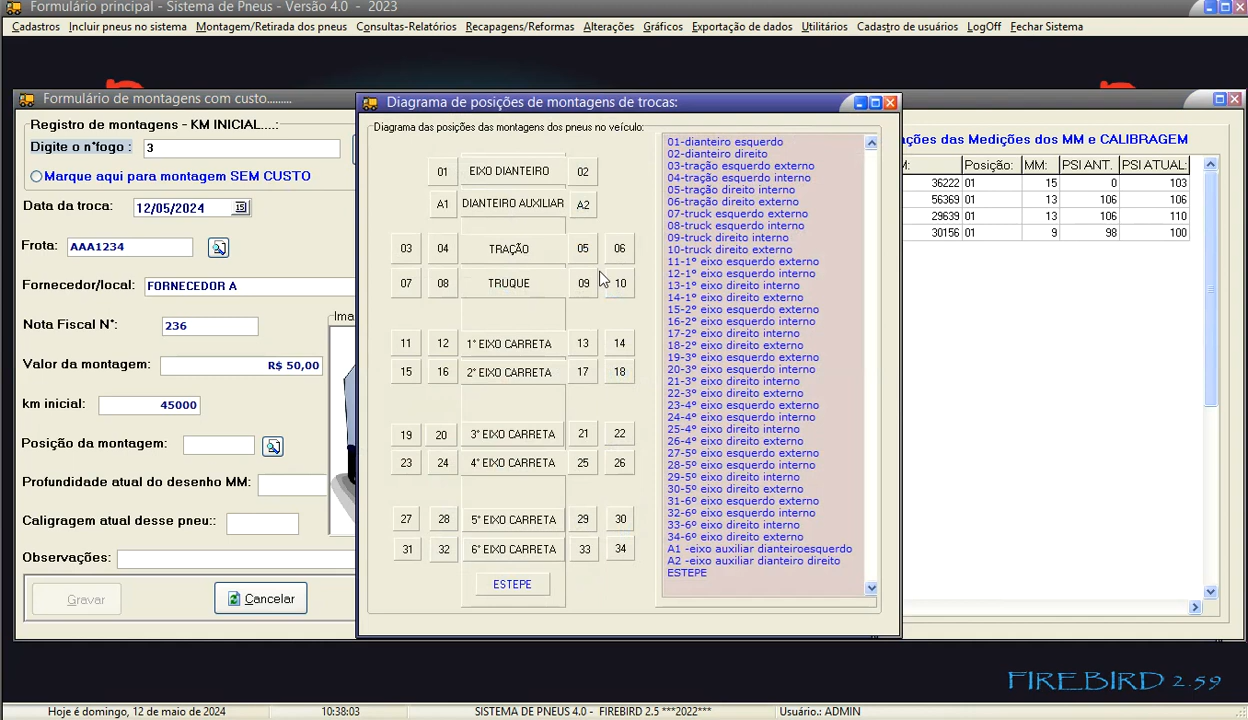 Formulário principal - Sistema de Pneus - Versão 4.0 - 2023
Cadastros Incluir pneus no sistema Montagem/Retirada dos pneus Consultas-Relatórios Recapagens/Reformas Alterações Gráficos Exportação de dados Utilitários Cadastro de usuários LogOff Fechar Sistema
Formulário de montagens com custo.........
Registro de montagens - KM INICIAL....:
Digite o n°fogo : 3
Marque aqui para montagem SEM CUSTO
Data da troca: 12/05/2024 15
Frota: AAA1234
Fornecedor/local: FORNECEDOR A
Nota Fiscal N°: 236
Ima
Valor da montagem: R$ 50,00
km inicial: 45000
Posição da montagem:
Profundidade atual do desenho MM:
Caligragem atual desse pneu::
Observações:
Gravar Cancelar
Diagrama de posições de montagens de trocas:
Diagrama das posições das montagens dos pneus no veículo:
01 EIXO DIANTEIRO 02
A1 DIANTEIRO AUXILIAR A2
03 04 TRAÇÃO 05 06
07 08 TRUQUE 09 10
11 12 1° EIXO CARRETA 13 14
15 16 2° EIXO CARRETA 17 18
19 20 3° EIXO CARRETA 21 22
23 24 4° EIXO CARRETA 25 26
27 28 5° EIXO CARRETA 29 30
31 32 6° EIXO CARRETA 33 34
ESTEPE
01-dianteiro esquerdo
02-dianteiro direito
03-tração esquerdo externo
04-tração esquerdo interno
05-tração direito interno
06-tração direito externo
07-truck esquerdo externo
08-truck esquerdo interno
09-truck direito interno
10-truck direito externo
11-1º eixo esquerdo externo
12-1º eixo esquerdo interno
13-1º eixo direito interno
14-1º eixo direito externo
15-2º eixo esquerdo externo
16-2º eixo esquerdo interno
17-2º eixo direito interno
18-2º eixo direito externo
19-3º eixo esquerdo externo
20-3º eixo esquerdo interno
21-3º eixo direito interno
22-3º eixo direito externo
23-4º eixo esquerdo externo
24-4º eixo esquerdo interno
25-4º eixo direito interno
26-4º eixo direito externo
27-5º eixo esquerdo externo
28-5º eixo esquerdo interno
29-5º eixo direito interno
30-5º eixo direito externo
31-6º eixo esquerdo externo
32-6º eixo esquerdo interno
33-6º eixo direito interno
34-6º eixo direito externo
A1 -eixo auxiliar dianteiroesquerdo
A2 -eixo auxiliar dianteiro direito
ESTEPE
ações das Medições dos MM e CALIBRAGEM
M: Posição: MM: PSI ANT. PSI ATUAL:
36222 01 15 0 103
56369 01 13 106 106
29639 01 13 106 110
30156 01 9 98 100
FIREBIRD 2.59
Hoje é domingo, 12 de maio de 2024 10:38:03 SISTEMA DE PNEUS 4.0 - FIREBIRD 2.5 ***2022*** Usuário.: ADMIN